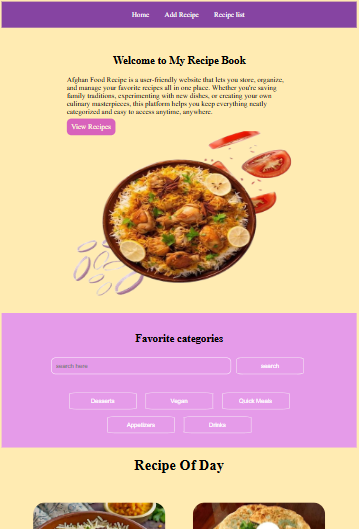 Home Add Recipe Recipe list
Welcome to My Recipe Book
Afghan Food Recipe is a user-friendly website that lets you store, organize,
and manage your favorite recipes all in one place. Whether you're saving
family traditions, experimenting with new dishes, or creating your own
culinary masterpieces, this platform helps you keep everything neatly
categorized and easy to access anytime, anywhere.
View Recipes
Favorite categories
search here search
Desserts Vegan Quick Meals
Appetizers Drinks
Recipe Of Day